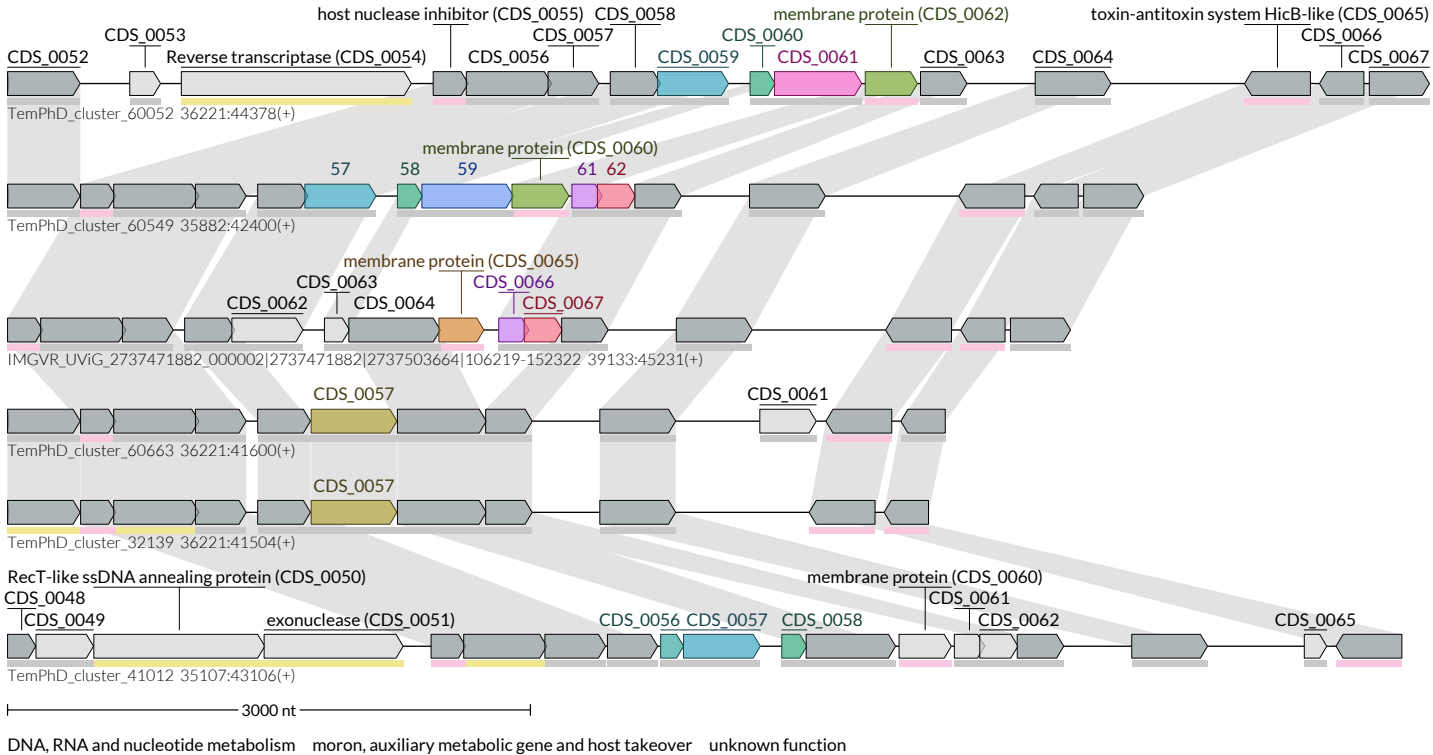 host nuclease inhibitor (CDS_0055) CDS_0058 membrane protein (CDS_0062) toxin-antitoxin system HicB-like (CDS_0065)
CDS_0053 CDS_0057 CDS_0060 CDS_0066
CDS_0052 Reverse transcriptase (CDS_0054) CDS_0056 CDS_0059 CDS_0061 CDS_0063 CDS_0064 CDS_0067
TemPhD_cluster_60052 36221:44378(+)
membrane protein (CDS_0060)
57 58 59 61 62
TemPhD_cluster_60549 35882:42400(+)
membrane protein (CDS_0065)
CDS_0063 CDS_0066
CDS_0062 CDS_0064 CDS_0067
IMGVR_UViG_2737471882_000002|2737471882|2737503664|106219-152322 39133:45231(+)
CDS_0057 CDS_0061
TemPhD_cluster_60663 36221:41600(+)
CDS_0057
TemPhD_cluster_32139 36221:41504(+)
RecT-like ssDNA annealing protein (CDS_0050) membrane protein (CDS_0060)
CDS_0048 CDS_0061
CDS_0049 exonuclease (CDS_0051) CDS_0056 CDS_0057 CDS_0058 CDS_0062 CDS_0065
TemPhD_cluster_41012 35107:43106(+)
3000 nt
DNA, RNA and nucleotide metabolism moron, auxiliary metabolic gene and host takeover unknown function